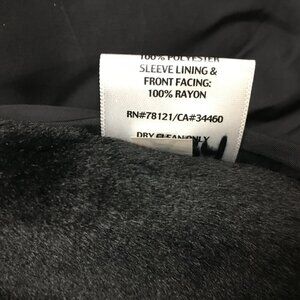 100% POLYESTER
SLEEVE LINING &
FRONT FACING:
100% RAYON
RN#78121/CA#34460
DRY CLEAN ONLY